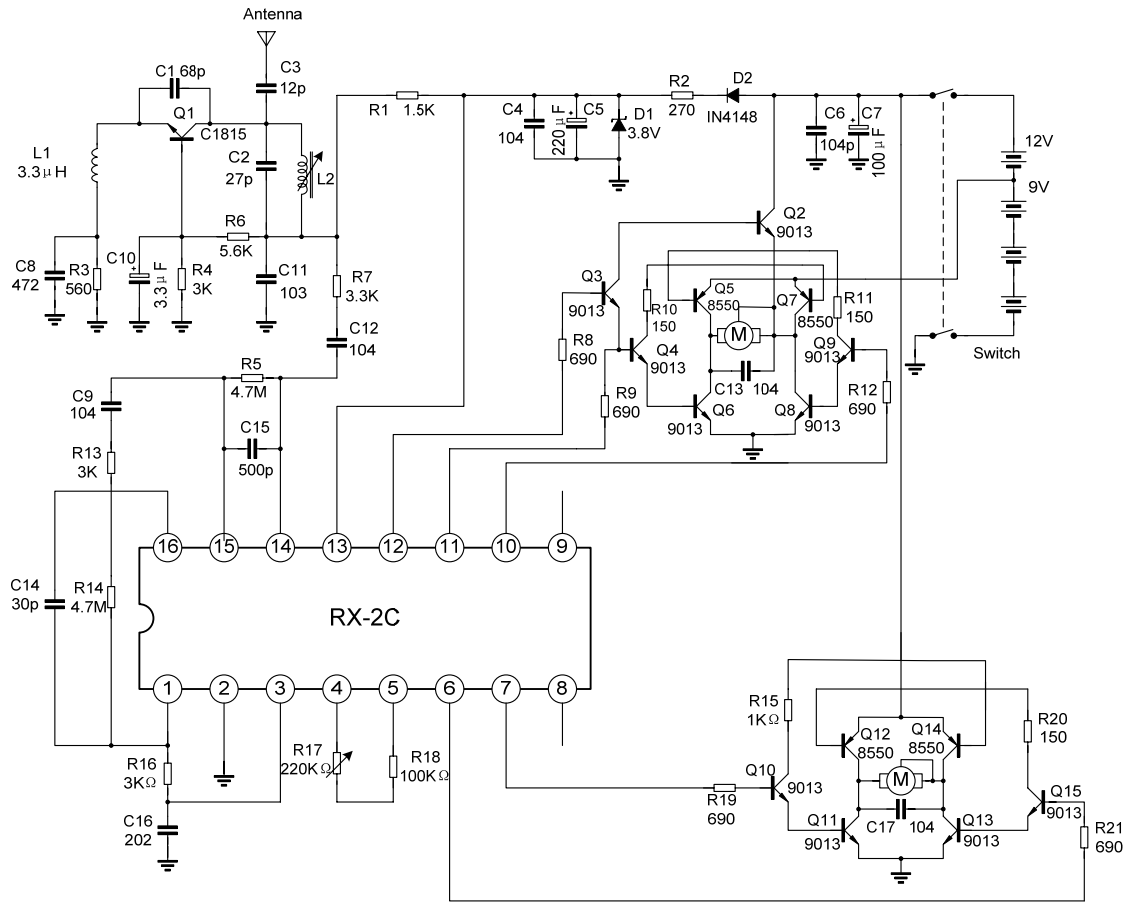 Antenna
C1 68p
C3
12p
Q1
C1815
L1
3.3μH
C2
27p
L2
R1 1.5K
C4
104
220μF
C5
D1
3.8V
R2
270
D2
IN4148
C6
104p
C7
100μF
12V
9V
Switch
R6
5.6K
C8
472
R3
560
C10
3.3μF
R4
3K
C11
103
R7
3.3K
C12
104
Q2
9013
Q3
9013
R8
690
R10
150
Q5
8550
Q7
8550
R11
150
M
Q4
9013
Q9
9013
R9
690
C13 104
R12
690
Q6
9013
Q8
9013
R5
4.7M
C9
104
C15
500p
R13
3K
16
15
14
13
12
11
10
9
C14
30p
R14
4.7M
RX-2C
1
2
3
4
5
6
7
8
R16
3KΩ
R17
220KΩ
R18
100KΩ
C16
202
R15
1KΩ
Q12
8550
Q14
8550
R20
150
M
Q10
9013
R19
690
Q11
9013
C17 104
Q13
9013
Q15
9013
R21
690